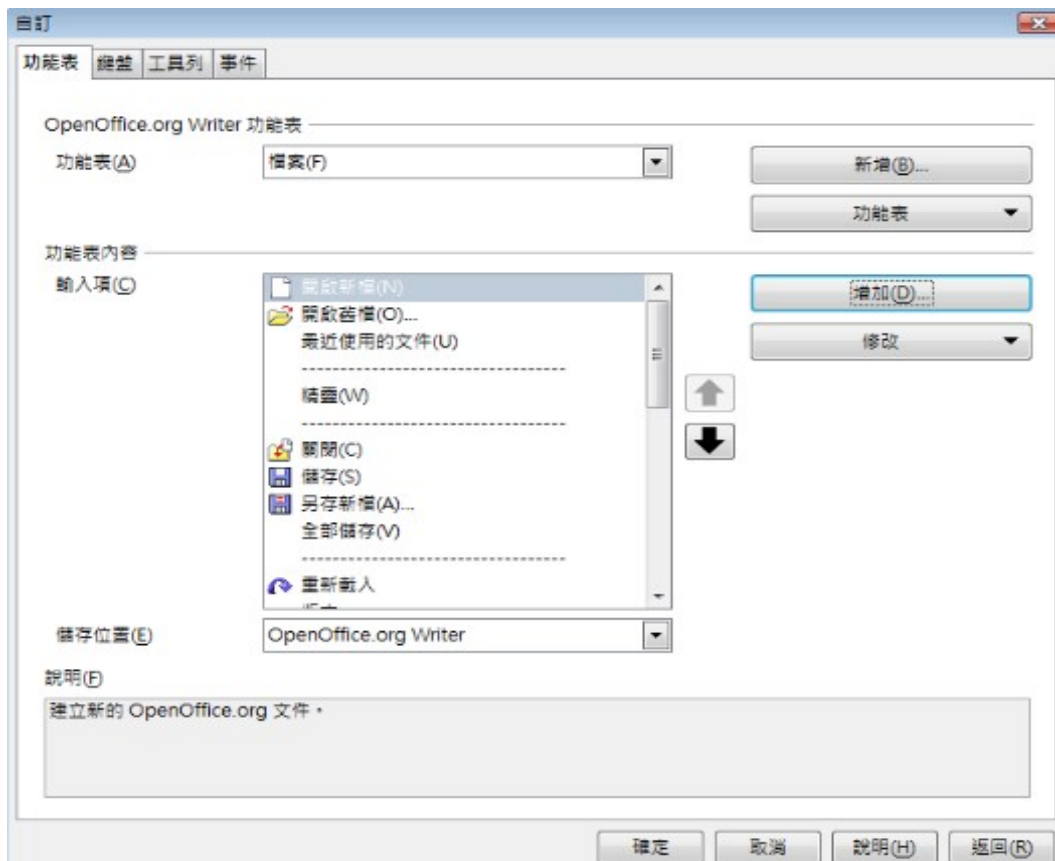 自訂
功能表 鍵盤 工具列 事件
OpenOffice.org Writer 功能表
功能表(A) 檔案(F) 新增(B)...
功能表
功能表內容
輸入項(C) 開啟新檔(N) 增加(D)...
開啟舊檔(O)...
最近使用的文件(U) 修改
----------------------------------
精靈(W)
----------------------------------
關閉(C)
儲存(S)
另存新檔(A)...
全部儲存(V)
----------------------------------
重新載入
儲存位置(E) OpenOffice.org Writer
說明(F)
建立新的 OpenOffice.org 文件。
確定 取消 說明(H) 返回(R)